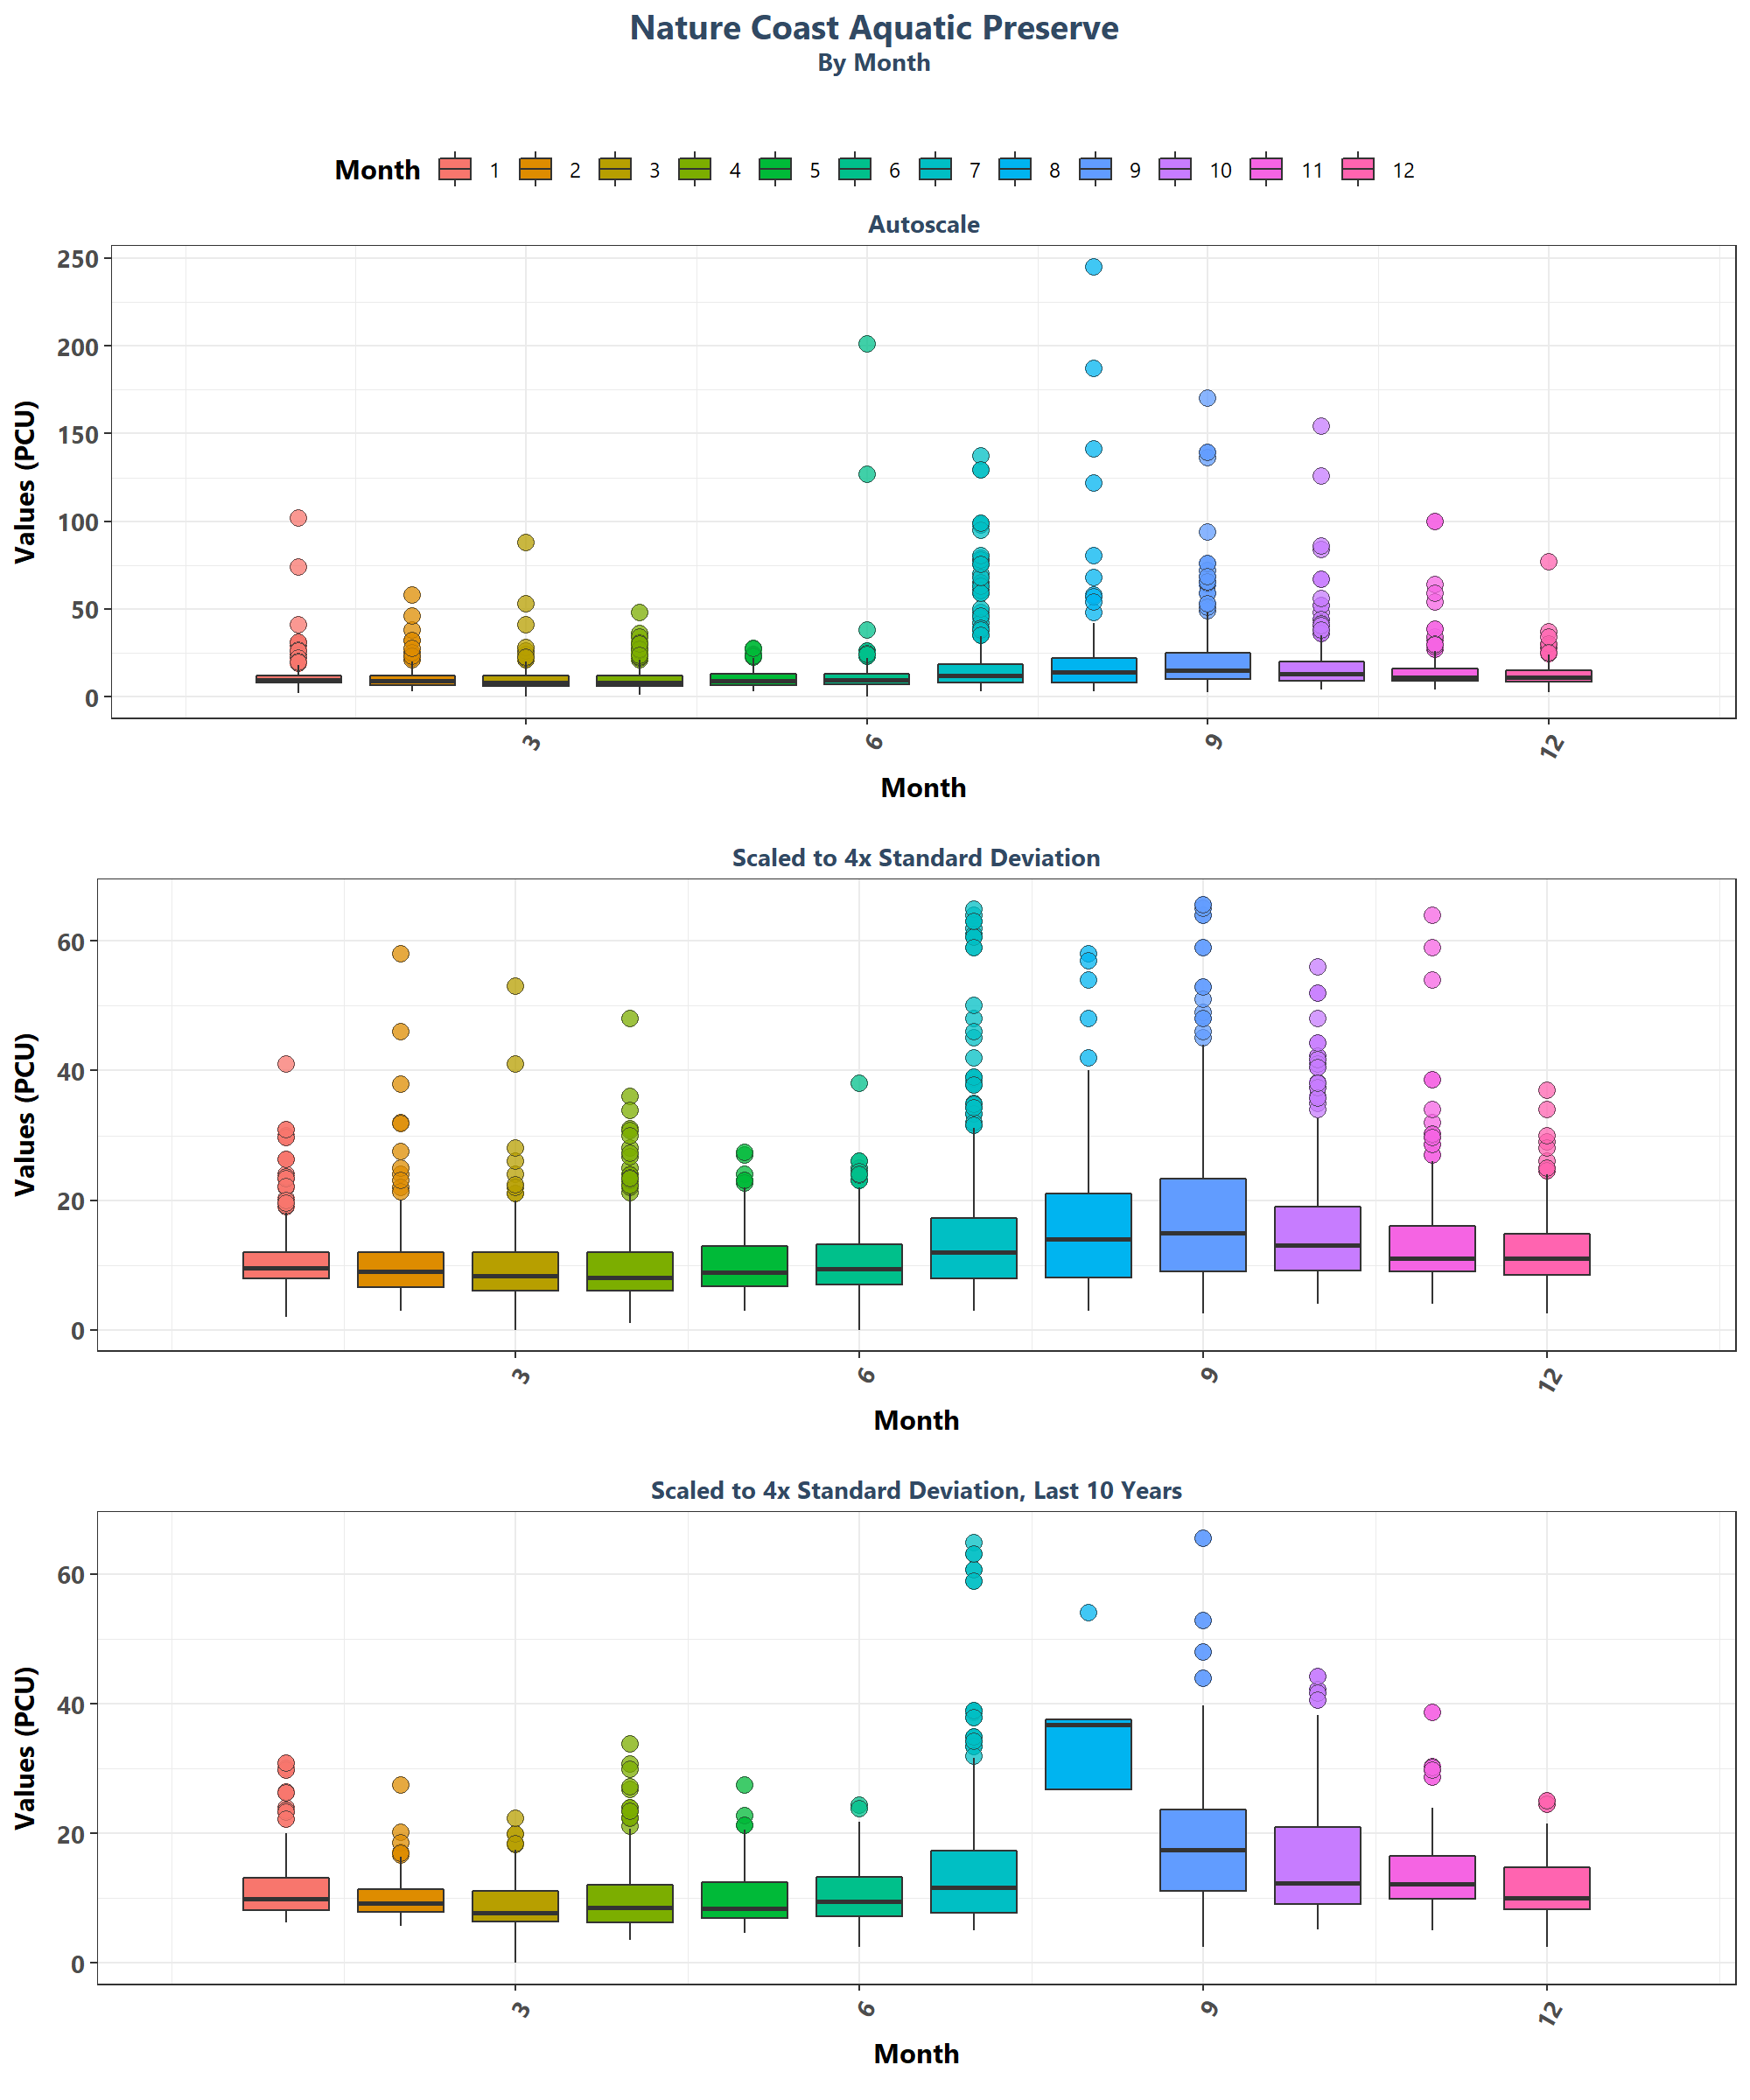 Nature Coast Aquatic Preserve
By Month
Month 1 2 3 4 5 6 7 8 9 10 11 12
Autoscale
Values (PCU)
250
200
150
100
50
0
3 6 9 12
Month
Scaled to 4x Standard Deviation
Values (PCU)
60
40
20
0
3 6 9 12
Month
Scaled to 4x Standard Deviation, Last 10 Years
Values (PCU)
60
40
20
0
3 6 9 12
Month